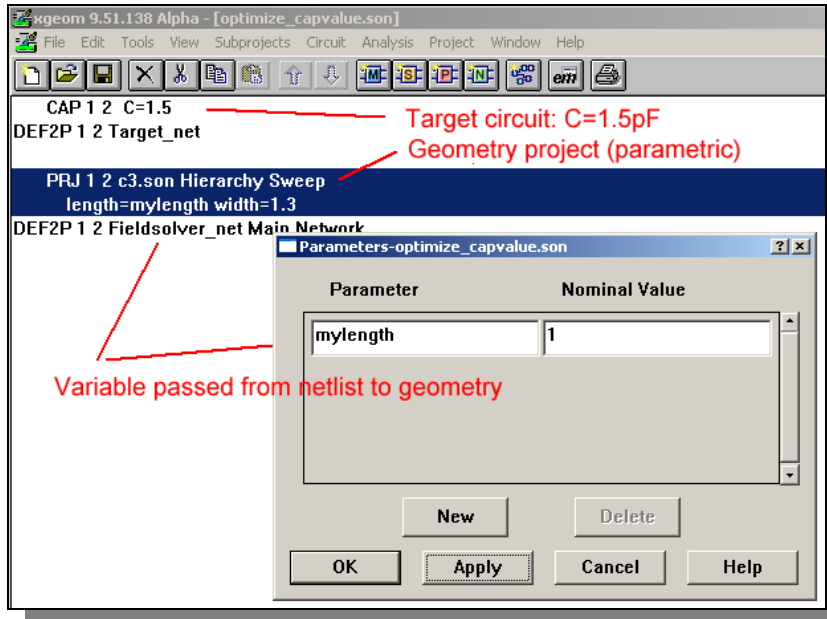 xgeom 9.51.138 Alpha - [optimize_capvalue.son]
File Edit Tools View Subprojects Circuit Analysis Project Window Help
M S P N em
CAP 1 2 C=1.5
Target circuit: C=1.5pF
DEF2P 1 2 Target_net
Geometry project (parametric)
PRJ 1 2 c3.son Hierarchy Sweep
length=mylength width=1.3
DEF2P 1 2 Fieldsolver_net Main Network
Parameters-optimize_capvalue.son
Parameter Nominal Value
mylength 1
Variable passed from netlist to geometry
New Delete
OK Apply Cancel Help